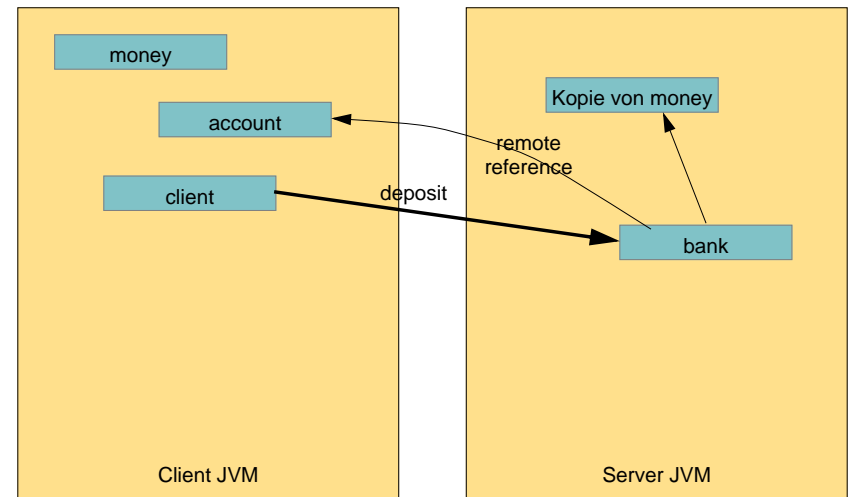 money
Kopie von money
account
remote
reference
client
deposit
bank
Client JVM
Server JVM